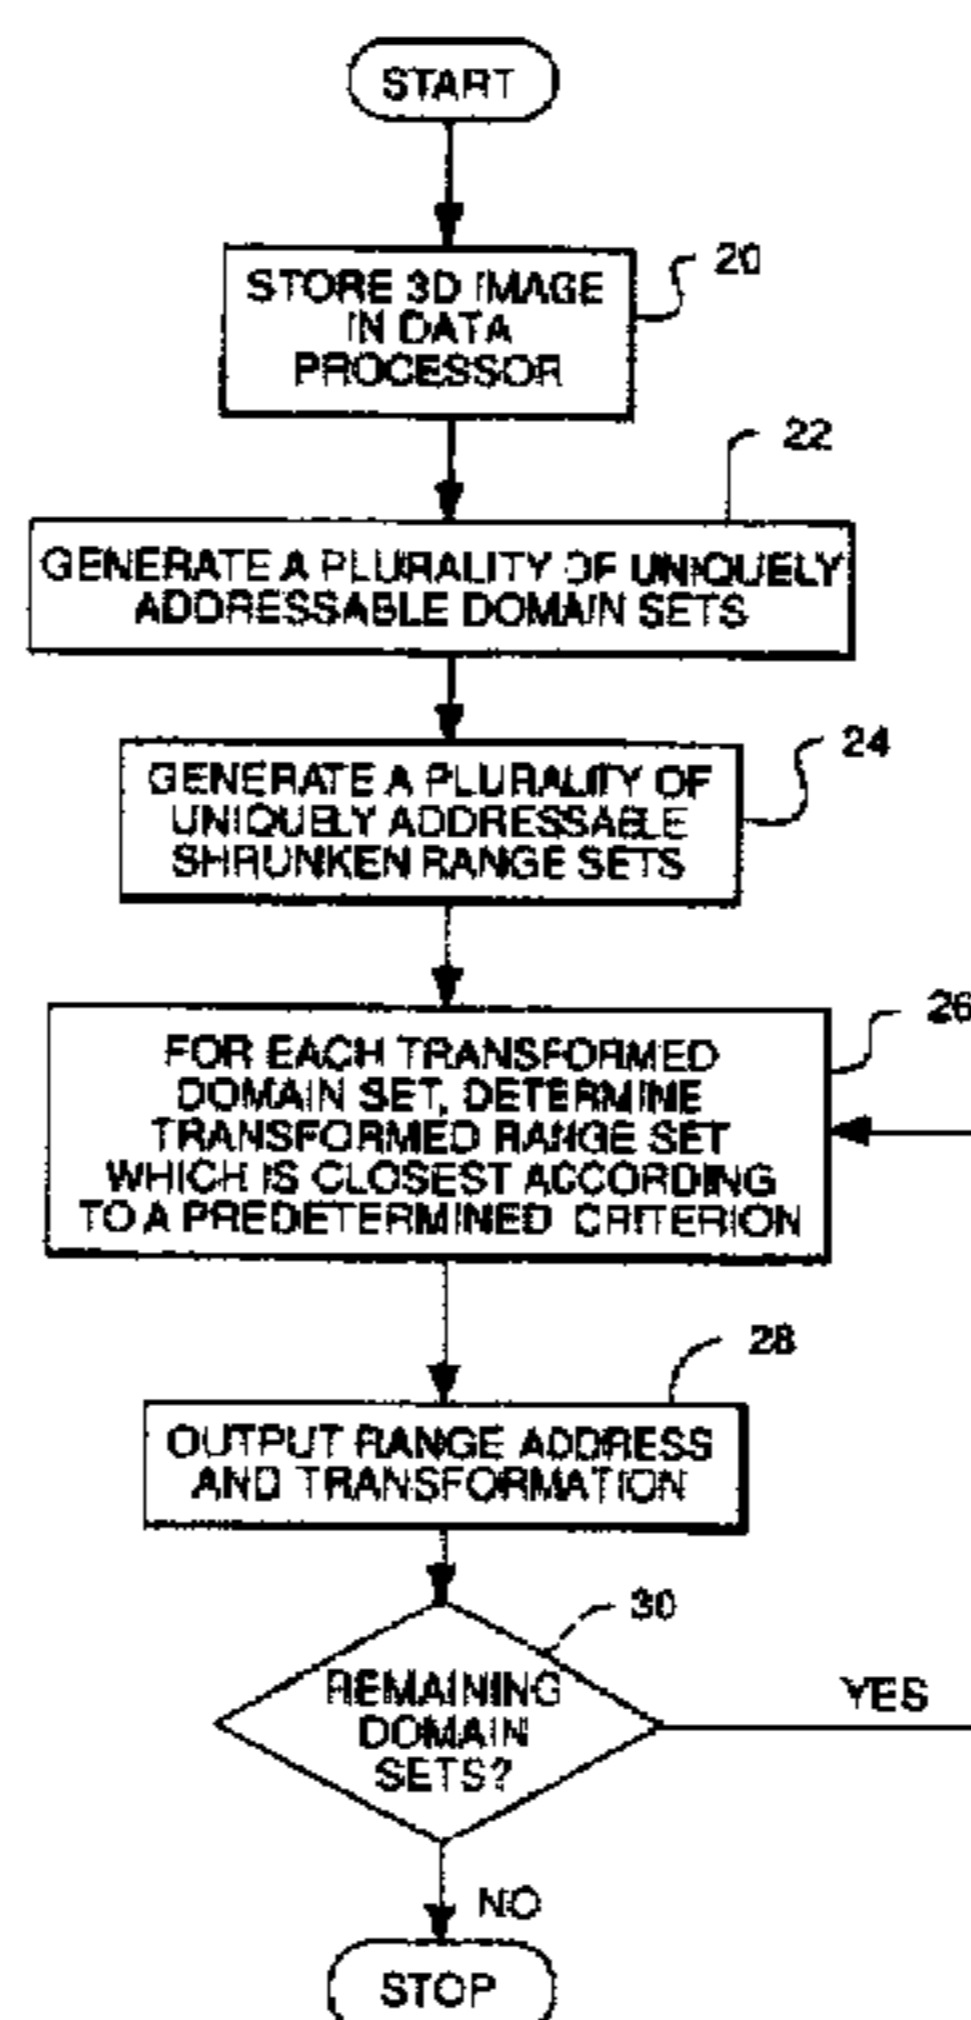 START
STORE 3D IMAGE
IN DATA
PROCESSOR
20
22
GENERATE A PLURALITY OF UNIQUELY
ADDRESSABLE DOMAIN SETS
24
GENERATE A PLURALITY OF
UNIQUELY ADDRESSABLE
SHRUNKEN RANGE SETS
26
FOR EACH TRANSFORMED
DOMAIN SET, DETERMINE
TRANSFORMED RANGE SET
WHICH IS CLOSEST ACCORDING
TO A PREDETERMINED CRITERION
28
OUTPUT RANGE ADDRESS
AND TRANSFORMATION
30
REMAINING
DOMAIN
SETS?
YES
NO
STOP